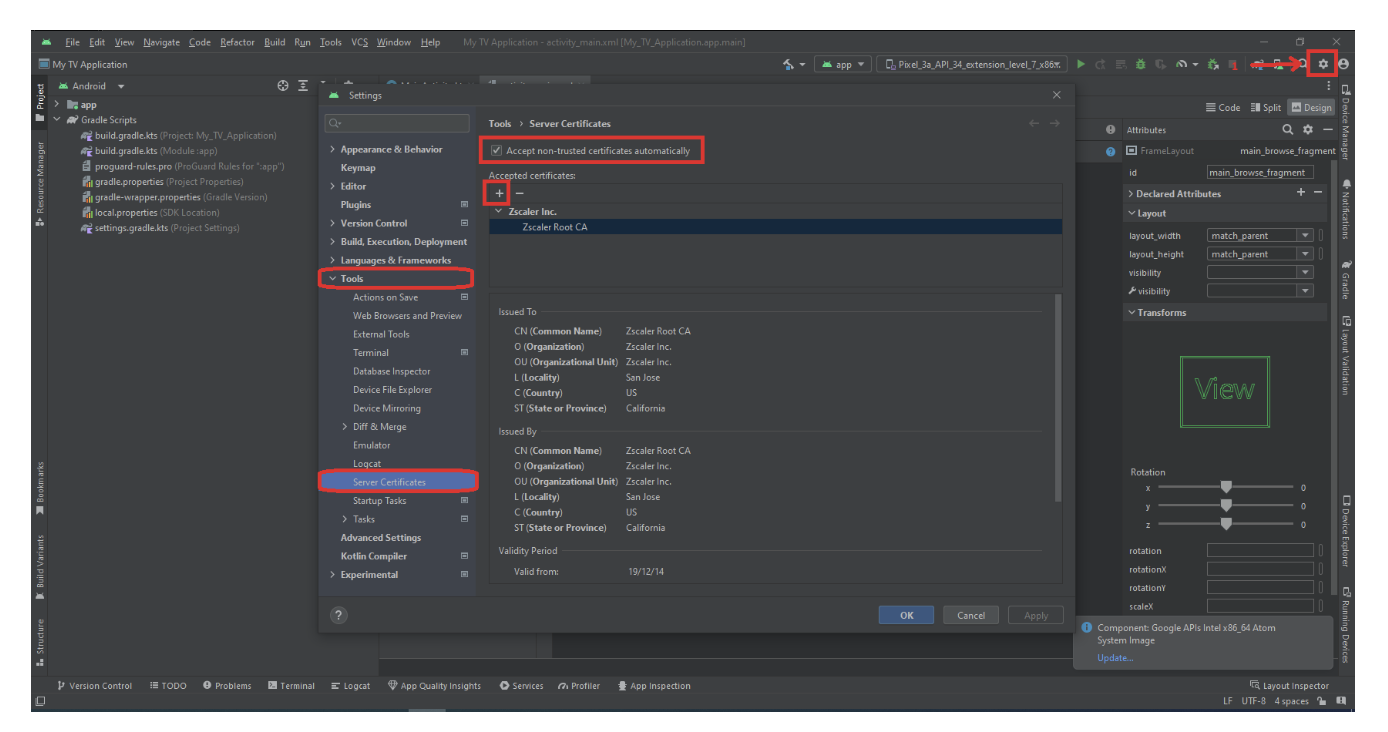 File Edit View Navigate Code Refactor Build Run Tools VCS Window Help My TV Application - activity_main.xml [My_TV_Application.app.main]
My TV Application
app
Pixel_3a_API_34_extension_level_7_x86
Android
Project
app
Gradle Scripts
build.gradle.kts (Project: My_TV_Application)
build.gradle.kts (Module :app)
proguard-rules.pro (ProGuard Rules for ":app")
gradle.properties (Project Properties)
gradle-wrapper.properties (Gradle Version)
local.properties (SDK Location)
settings.gradle.kts (Project Settings)
Resource Manager
Bookmarks
Build Variants
Structure
Settings
Appearance & Behavior
Keymap
Editor
Plugins
Version Control
Build, Execution, Deployment
Languages & Frameworks
Tools
Actions on Save
Web Browsers and Preview
External Tools
Terminal
Database Inspector
Device File Explorer
Device Mirroring
Diff & Merge
Emulator
Logcat
Server Certificates
Startup Tasks
Tasks
Advanced Settings
Kotlin Compiler
Experimental
Tools > Server Certificates
Accept non-trusted certificates automatically
Accepted certificates:
Zscaler Inc.
Zscaler Root CA
Issued To
CN (Common Name) Zscaler Root CA
O (Organization) Zscaler Inc.
OU (Organizational Unit) Zscaler Inc.
L (Locality) San Jose
C (Country) US
ST (State or Province) California
Issued By
CN (Common Name) Zscaler Root CA
O (Organization) Zscaler Inc.
OU (Organizational Unit) Zscaler Inc.
L (Locality) San Jose
C (Country) US
ST (State or Province) California
Validity Period
Valid from: 19/12/14
OK Cancel Apply
Code Split Design
Attributes
FrameLayout main_browse_fragment
id main_browse_fragment
Declared Attributes
Layout
layout_width match_parent
layout_height match_parent
visibility
visibility
Transforms
View
Rotation
x 0
y 0
z 0
rotation
rotationX
rotationY
scaleX
Component: Google APIs Intel x86_64 Atom
System Image
Update...
Device Manager
Notifications
Gradle
Layout Validation
Device Explorer
Running Devices
Version Control TODO Problems Terminal Logcat App Quality Insights Services Profiler App Inspection Layout Inspector
LF UTF-8 4 spaces